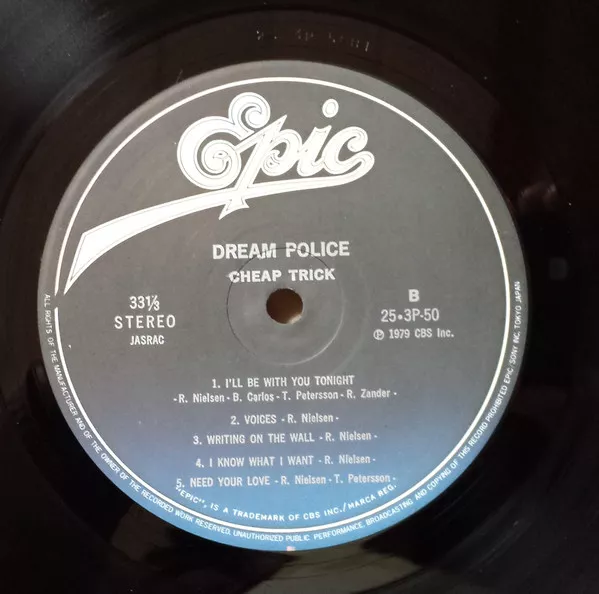 Epic
DREAM POLICE
CHEAP TRICK
33⅓
STEREO
JASRAC
B
25•3P-50
Ⓟ 1979 CBS Inc.
1. I'LL BE WITH YOU TONIGHT
-R. Nielsen - B. Carlos - T. Petersson - R. Zander -
2. VOICES - R. Nielsen -
3. WRITING ON THE WALL - R. Nielsen -
4. I KNOW WHAT I WANT - R. Nielsen -
5. NEED YOUR LOVE - R. Nielsen - T. Petersson -
"EPIC", IS A TRADEMARK OF CBS INC./MARCA REG.
ALL RIGHTS OF THE MANUFACTURER AND OF THE OWNER OF THE RECORDED WORK RESERVED. UNAUTHORIZED PUBLIC PERFORMANCE, BROADCASTING AND COPYING OF THIS RECORD PROHIBITED EPIC/SONY INC. TOKYO JAPAN